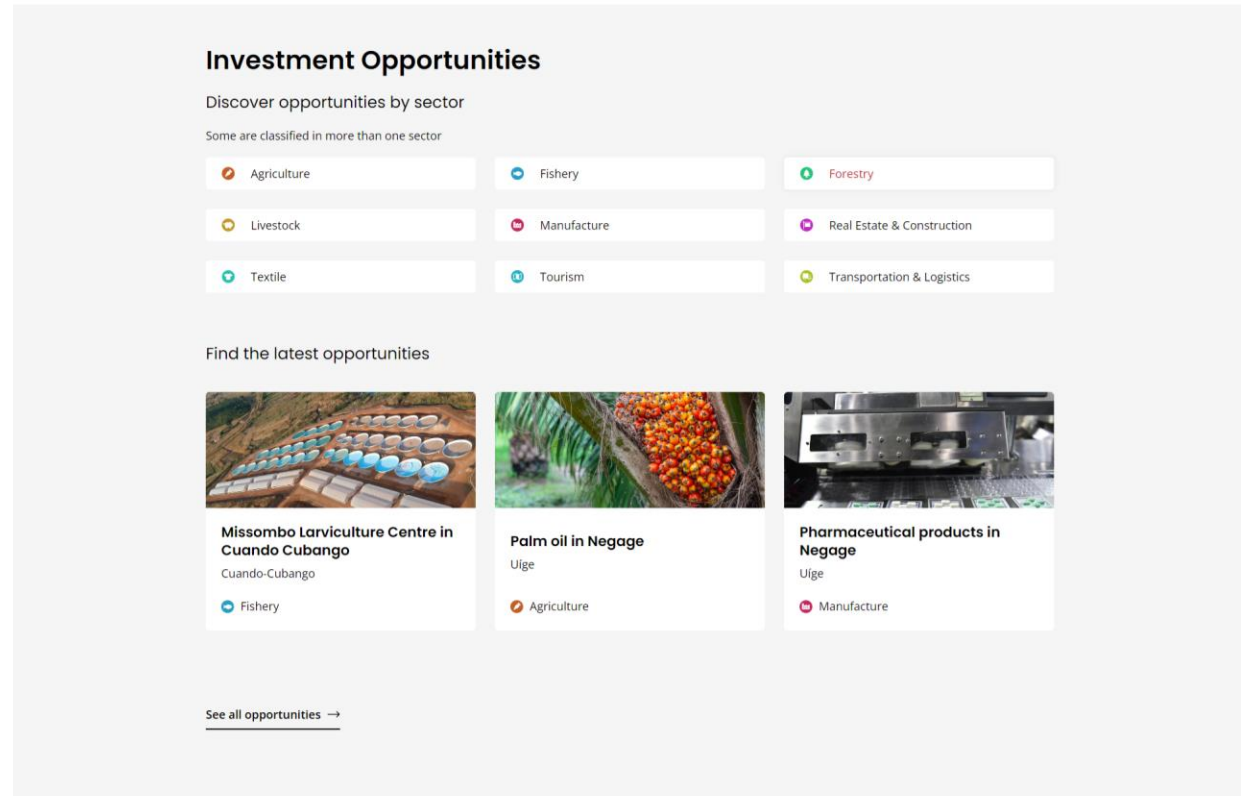 Investment Opportunities
Discover opportunities by sector
Some are classified in more than one sector
Agriculture
Fishery
Forestry
Livestock
Manufacture
Real Estate & Construction
Textile
Tourism
Transportation & Logistics
Find the latest opportunities
Missombo Larviculture Centre in
Cuando Cubango
Cuando-Cubango
Fishery
Palm oil in Negage
Uíge
Agriculture
Pharmaceutical products in
Negage
Uíge
Manufacture
See all opportunities →